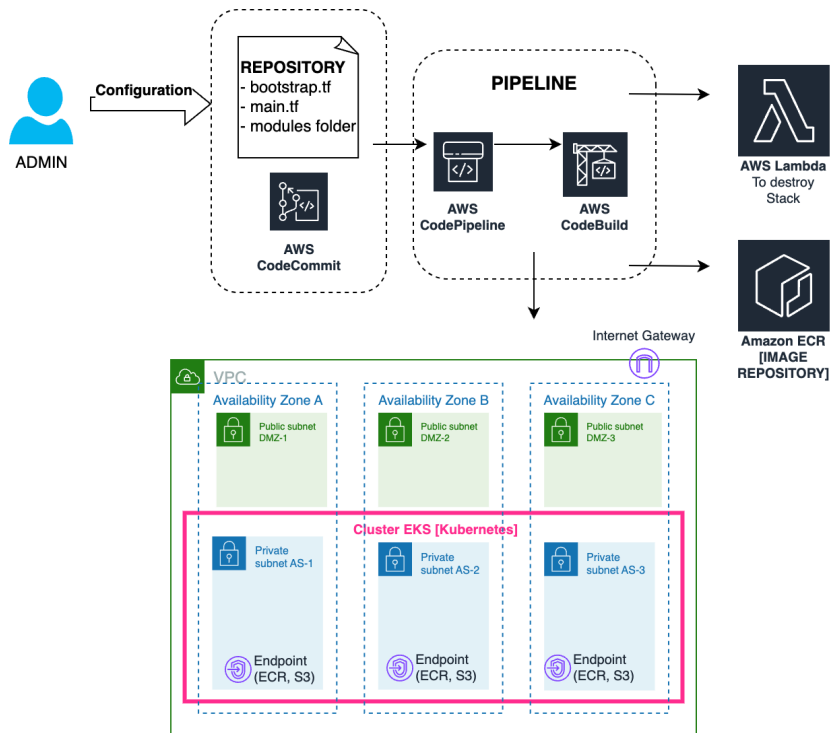 ADMIN
Configuration
REPOSITORY
- bootstrap.tf
- main.tf
- modules folder
AWS
CodeCommit
PIPELINE
AWS
CodePipeline
AWS
CodeBuild
AWS Lambda
To destroy
Stack
Amazon ECR
[IMAGE
REPOSITORY]
Internet Gateway
VPC
Availability Zone A
Availability Zone B
Availability Zone C
Public subnet
DMZ-1
Public subnet
DMZ-2
Public subnet
DMZ-3
Cluster EKS [Kubernetes]
Private
subnet AS-1
Private
subnet AS-2
Private
subnet AS-3
Endpoint
(ECR, S3)
Endpoint
(ECR, S3)
Endpoint
(ECR, S3)